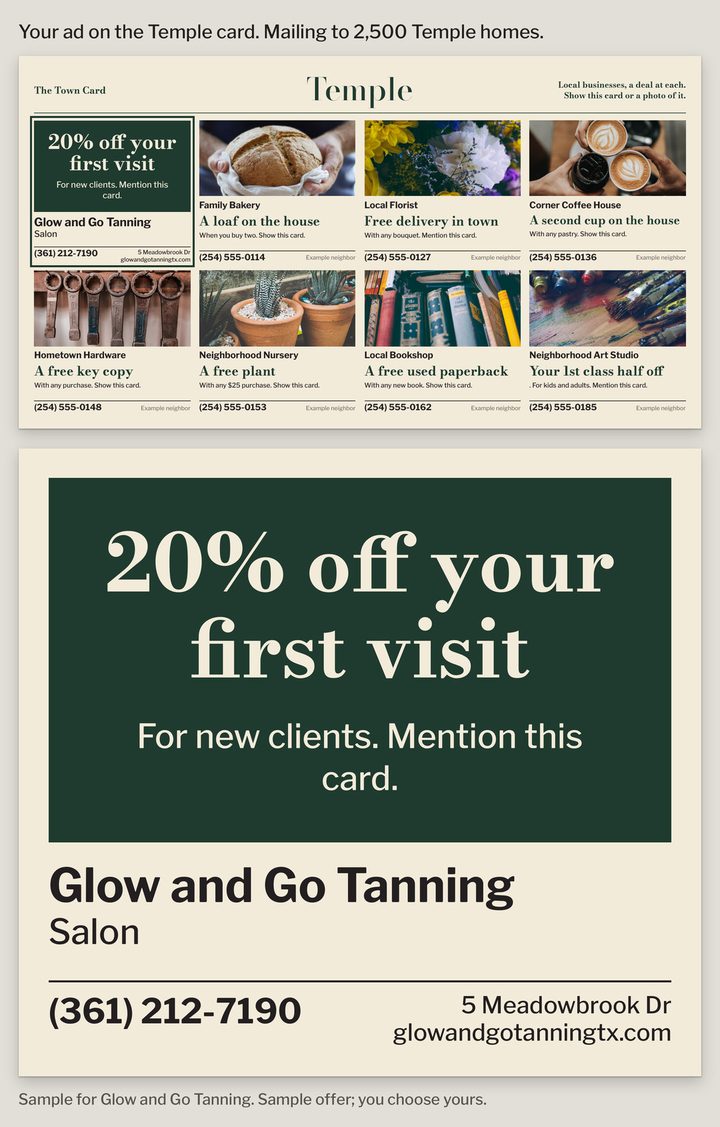 Your ad on the Temple card. Mailing to 2,500 Temple homes.
The Town Card
Temple
Local businesses, a deal at each.
Show this card or a photo of it.
20% off your
first visit
For new clients. Mention this
card.
Glow and Go Tanning
Salon
(361) 212-7190
5 Meadowbrook Dr
glowandgotanningtx.com
Family Bakery
A loaf on the house
When you buy two. Show this card.
(254) 555-0114
Example neighbor
Local Florist
Free delivery in town
With any bouquet. Mention this card.
(254) 555-0127
Example neighbor
Corner Coffee House
A second cup on the house
With any pastry. Show this card.
(254) 555-0136
Example neighbor
Hometown Hardware
A free key copy
With any purchase. Show this card.
(254) 555-0148
Example neighbor
Neighborhood Nursery
A free plant
With any $25 purchase. Show this card.
(254) 555-0153
Example neighbor
Local Bookshop
A free used paperback
With any new book. Show this card.
(254) 555-0162
Example neighbor
Neighborhood Art Studio
Your 1st class half off
. For kids and adults. Mention this card.
(254) 555-0185
Example neighbor
20% off your
first visit
For new clients. Mention this
card.
Glow and Go Tanning
Salon
(361) 212-7190
5 Meadowbrook Dr
glowandgotanningtx.com
Sample for Glow and Go Tanning. Sample offer; you choose yours.